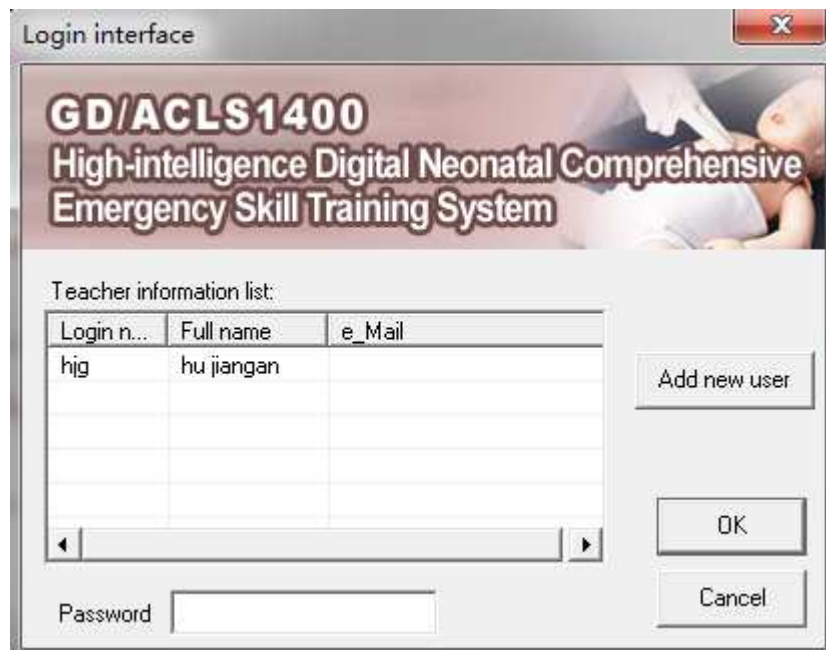 Login interface
GD/ACLS1400
High-intelligence Digital Neonatal Comprehensive
Emergency Skill Training System
Teacher information list:
Login n... Full name e_Mail
hjg hu jiangan
Add new user
OK
Cancel
Password